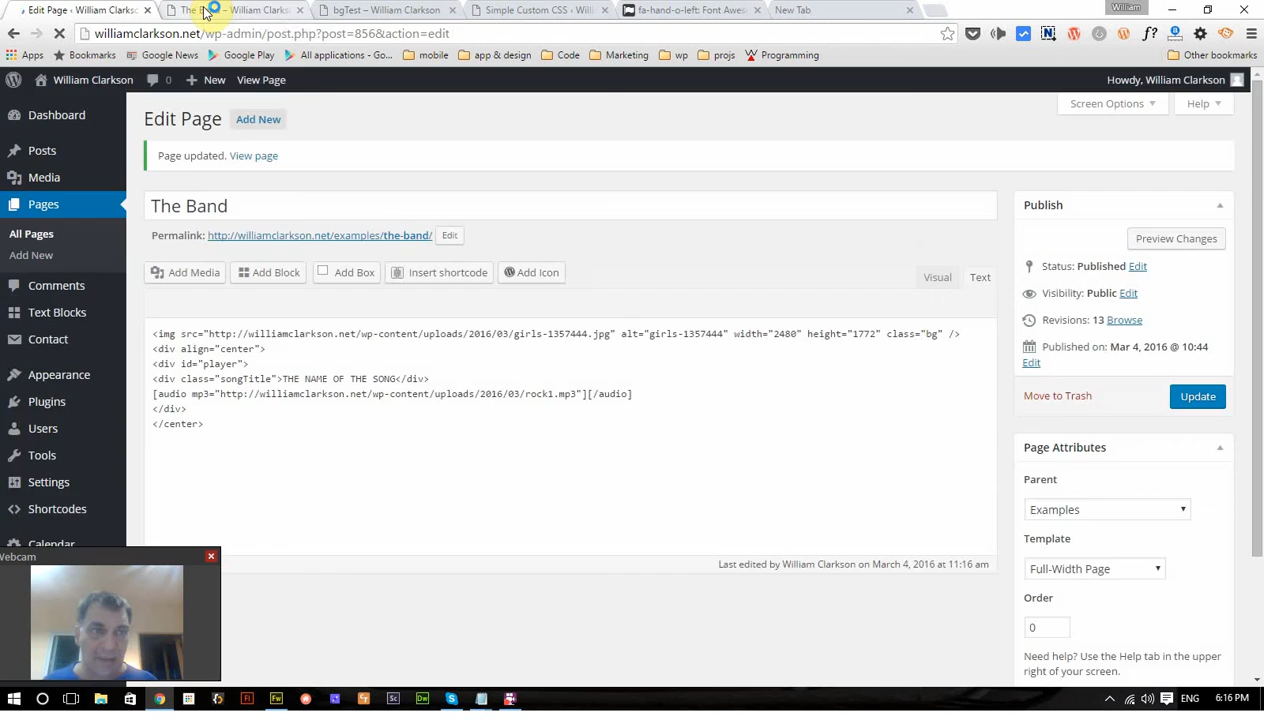 Edit Page ‹ William Clarkson
– William Clarkson
bgTest – William Clarkson
Simple Custom CSS
fa-hand-o-left: Font Awes
New Tab
William
williamclarkson.net/wp-admin/post.php?post=856&action=edit
Apps
Bookmarks
Google News
Google Play
All applications - Go...
mobile
app & design
Code
Marketing
wp
projs
Programming
Other bookmarks
William Clarkson
0
New
View Page
Howdy, William Clarkson
Dashboard
Posts
Media
Pages
All Pages
Add New
Comments
Text Blocks
Contact
Appearance
Plugins
Users
Tools
Settings
Shortcodes
Calendar
Webcam
Edit Page
Add New
Screen Options
Help
Page updated. View page
The Band
Permalink: http://williamclarkson.net/examples/the-band/ Edit
Add Media
Add Block
Add Box
Insert shortcode
Add Icon
Visual
Text
<img src="http://williamclarkson.net/wp-content/uploads/2016/03/girls-1357444.jpg" alt="girls-1357444" width="2480" height="1772" class="bg" />
<div align="center">
<div id="player">
<div class="songTitle">THE NAME OF THE SONG</div>
[audio mp3="http://williamclarkson.net/wp-content/uploads/2016/03/rock1.mp3"][/audio]
</div>
</center>
Last edited by William Clarkson on March 4, 2016 at 11:16 am
Publish
Preview Changes
Status: Published Edit
Visibility: Public Edit
Revisions: 13 Browse
Published on: Mar 4, 2016 @ 10:44
Edit
Move to Trash
Update
Page Attributes
Parent
Examples
Template
Full-Width Page
Order
0
Need help? Use the Help tab in the upper
right of your screen.
ENG
6:16 PM